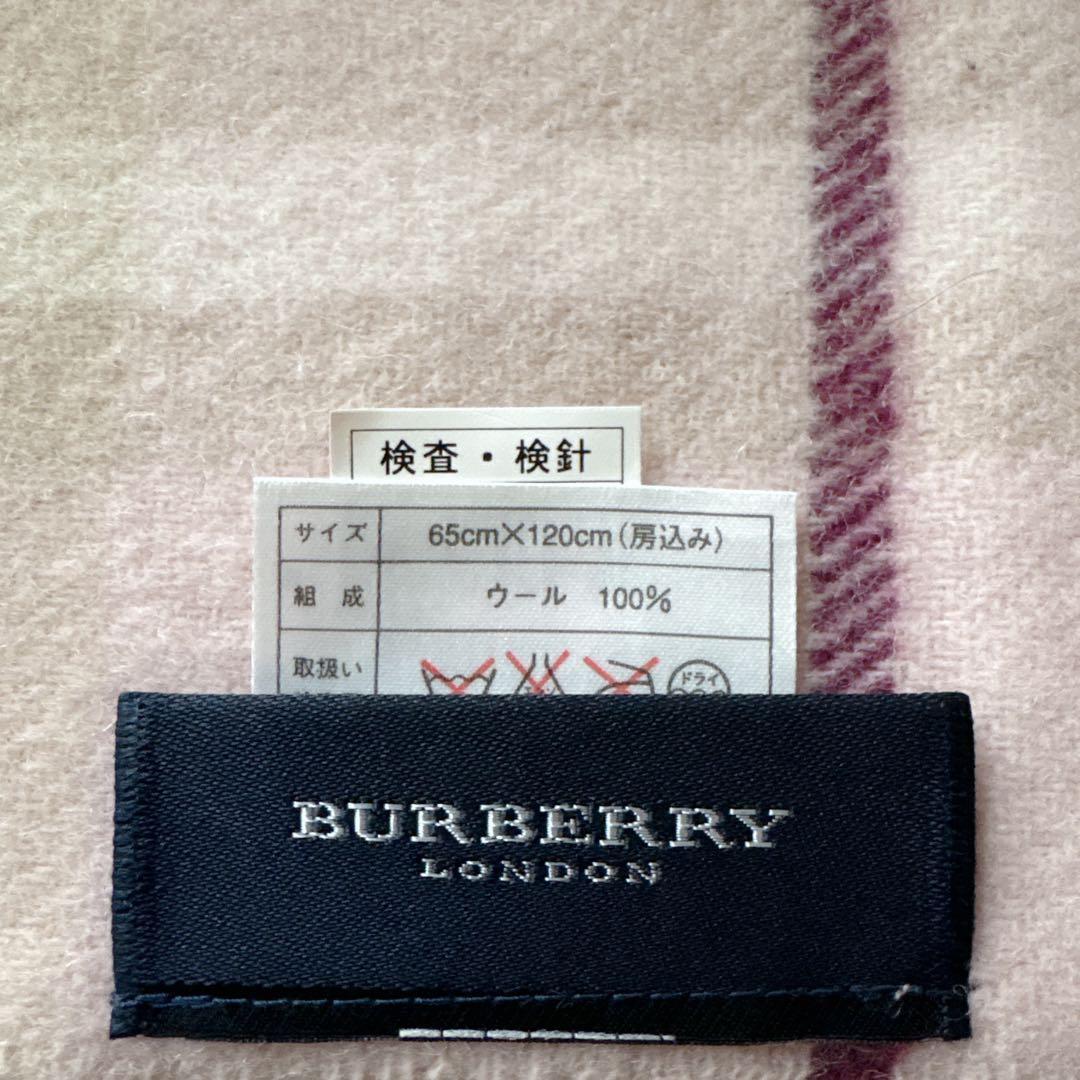 検査・検針
サイズ 65cm×120cm(房込み)
組 成 ウール 100%
取扱い
ドライ
BURBERRY
LONDON